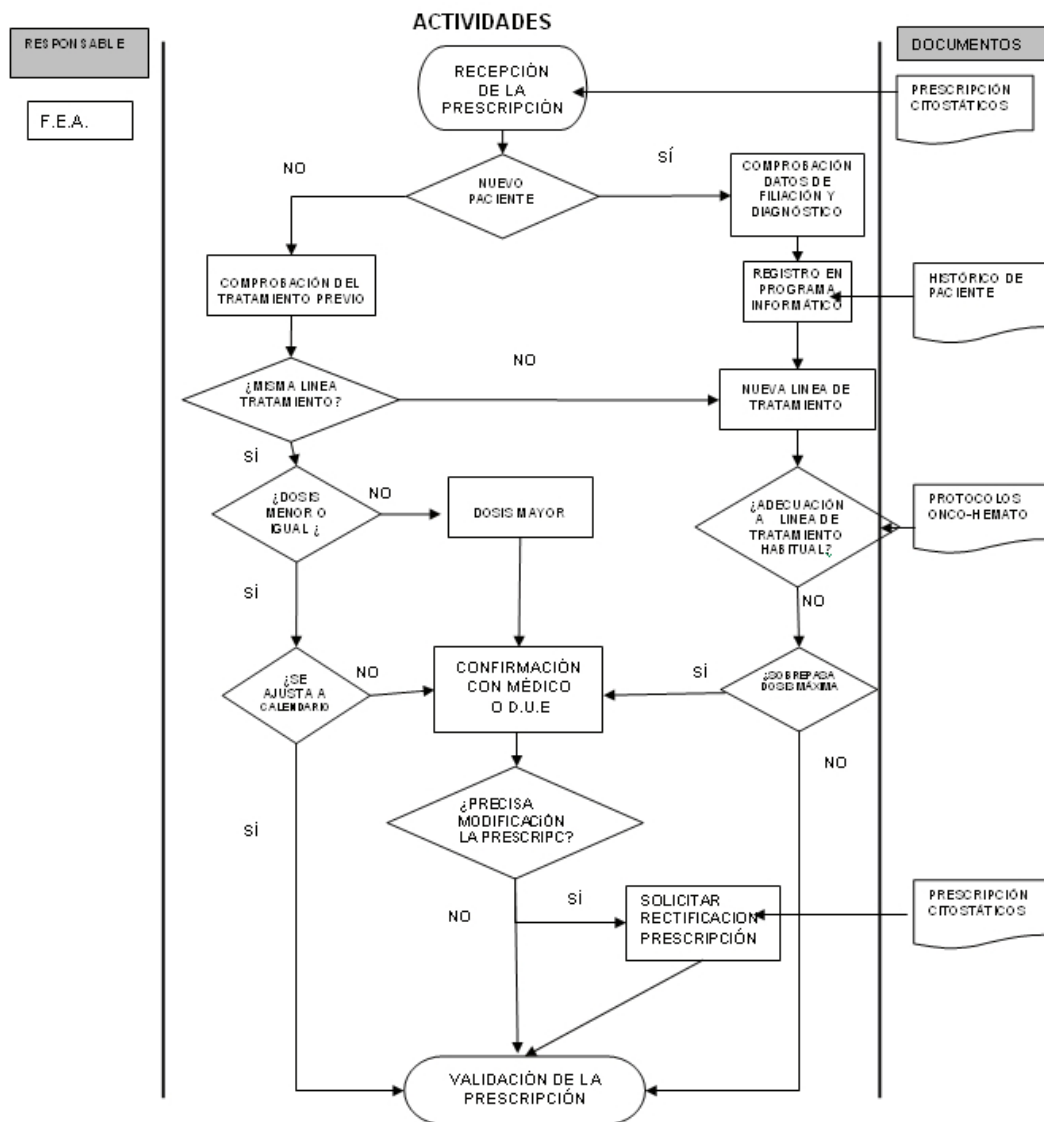 ACTIVIDADES
RESPONSABLE
DOCUMENTOS
F.E.A.
RECEPCIÓN
DE LA
PRESCRIPCIÓN
PRESCRIPCIÓN
CITOSTÁTICOS
NO
SÍ
NUEVO
PACIENTE
COMPROBACIÓN
DATOS DE
FILIACIÓN Y
DIAGNÓSTICO
COMPROBACIÓN DEL
TRATAMIENTO PREVIO
REGISTRO EN
PROGRAMA
INFORMÁTICO
HISTÓRICO DE
PACIENTE
NO
¿MISMA LINEA
TRATAMIENTO?
NUEVA LINEA DE
TRATAMIENTO
SÍ
¿DOSIS
MENOR O
IGUAL ¿
NO
DOSIS MAYOR
¿ADECUACIÓN
A LINEA DE
TRATAMIENTO
HABITUAL?
PROTOCOLOS
ONCO-HEMATO
SÍ
NO
¿SE
AJUSTA A
CALENDARIO
NO
CONFIRMACIÓN
CON MÉDICO
O D.U.E
SÍ
¿SOBREPASA
DOSIS MÁXIMA
NO
SÍ
¿PRECISA
MODIFICACIÓN
LA PRESCRIPC?
NO
SÍ
SOLICITAR
RECTIFICACION
PRESCRIPCIÓN
PRESCRIPCIÓN
CITOSTÁTICOS
VALIDACIÓN DE LA
PRESCRIPCIÓN